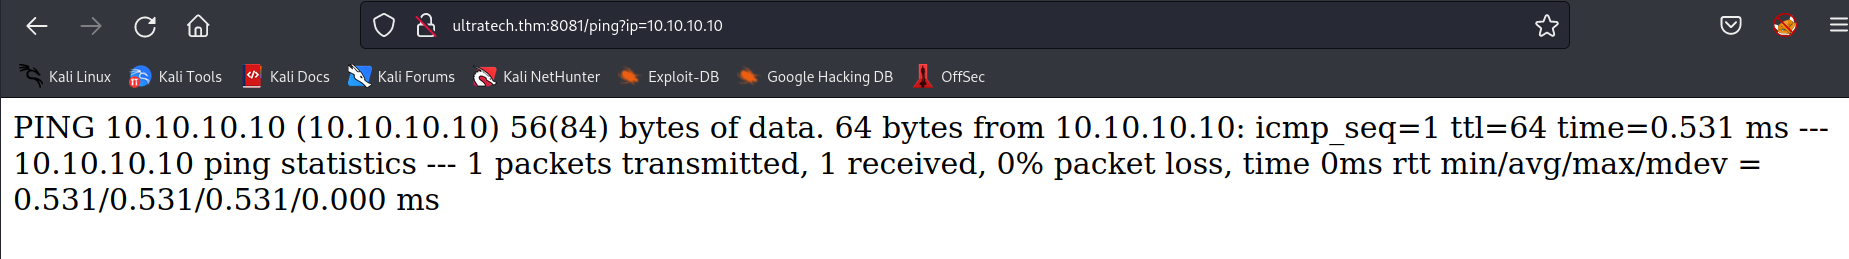 ultratech.thm:8081/ping?ip=10.10.10.10
Kali Linux Kali Tools Kali Docs Kali Forums Kali NetHunter Exploit-DB Google Hacking DB OffSec
PING 10.10.10.10 (10.10.10.10) 56(84) bytes of data. 64 bytes from 10.10.10.10: icmp_seq=1 ttl=64 time=0.531 ms ---
10.10.10.10 ping statistics --- 1 packets transmitted, 1 received, 0% packet loss, time 0ms rtt min/avg/max/mdev =
0.531/0.531/0.531/0.000 ms